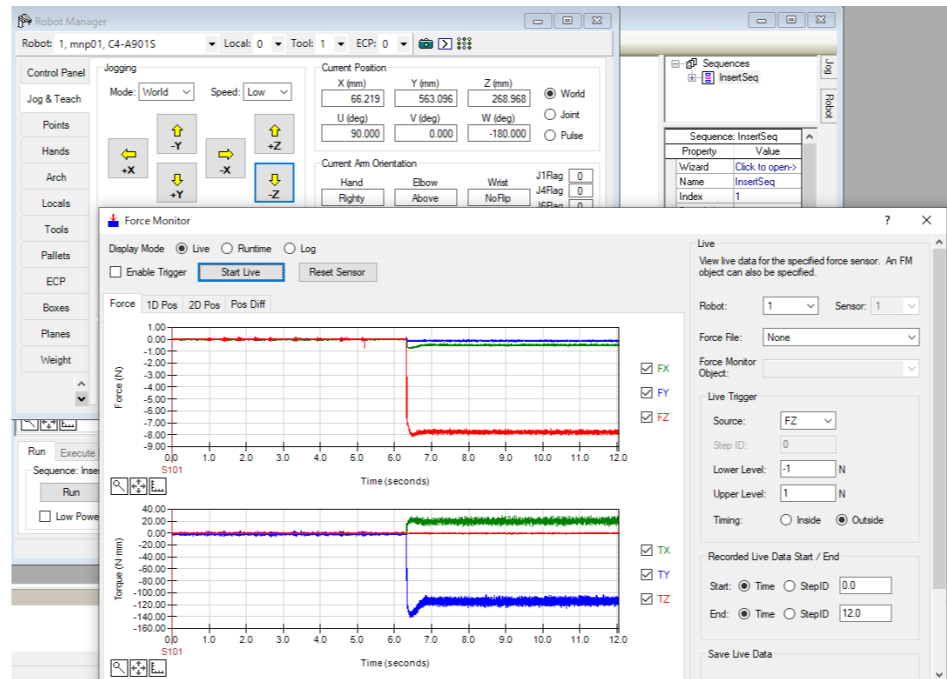 Robot Manager
Robot: 1, mnp01, C4-A901S Local: 0 Tool: 1 ECP: 0
Control Panel
Jog & Teach
Points
Hands
Arch
Locals
Tools
Pallets
ECP
Boxes
Planes
Weight
Jogging
Mode: World Speed: Low
-Y +Z
+X -X
+Y -Z
Current Position
X (mm) Y (mm) Z (mm)
66.219 563.096 268.968
U (deg) V (deg) W (deg)
90.000 0.000 -180.000
World
Joint
Pulse
Current Arm Orientation
Hand Elbow Wrist
Righty Above NoFlip
J1Flag 0
J4Flag 0
J6Flag 0
Sequences
InsertSeq
Jog
Robot
Sequence: InsertSeq
Property Value
Wizard Click to open->
Name InsertSeq
Index 1
Run Execute
Sequence: Inse
Run
Low Powe
Force Monitor
? ×
Display Mode Live Runtime Log
Enable Trigger Start Live Reset Sensor
Force 1D Pos 2D Pos Pos Diff
Force (N)
1.00
0.00
-1.00
-2.00
-3.00
-4.00
-5.00
-6.00
-7.00
-8.00
-9.00
0.0 1.0 2.0 3.0 4.0 5.0 6.0 7.0 8.0 9.0 10.0 11.0 12.0
S101
Time (seconds)
FX
FY
FZ
Torque (N mm)
40.00
20.00
0.00
-20.00
-40.00
-60.00
-80.00
-100.00
-120.00
-140.00
-160.00
0.0 1.0 2.0 3.0 4.0 5.0 6.0 7.0 8.0 9.0 10.0 11.0 12.0
S101
Time (seconds)
TX
TY
TZ
Live
View live data for the specified force sensor. An FM
object can also be specified.
Robot: 1 Sensor: 1
Force File: None
Force Monitor
Object:
Live Trigger
Source: FZ
Step ID: 0
Lower Level: -1 N
Upper Level: 1 N
Timing: Inside Outside
Recorded Live Data Start / End
Start: Time StepID 0.0
End: Time StepID 12.0
Save Live Data